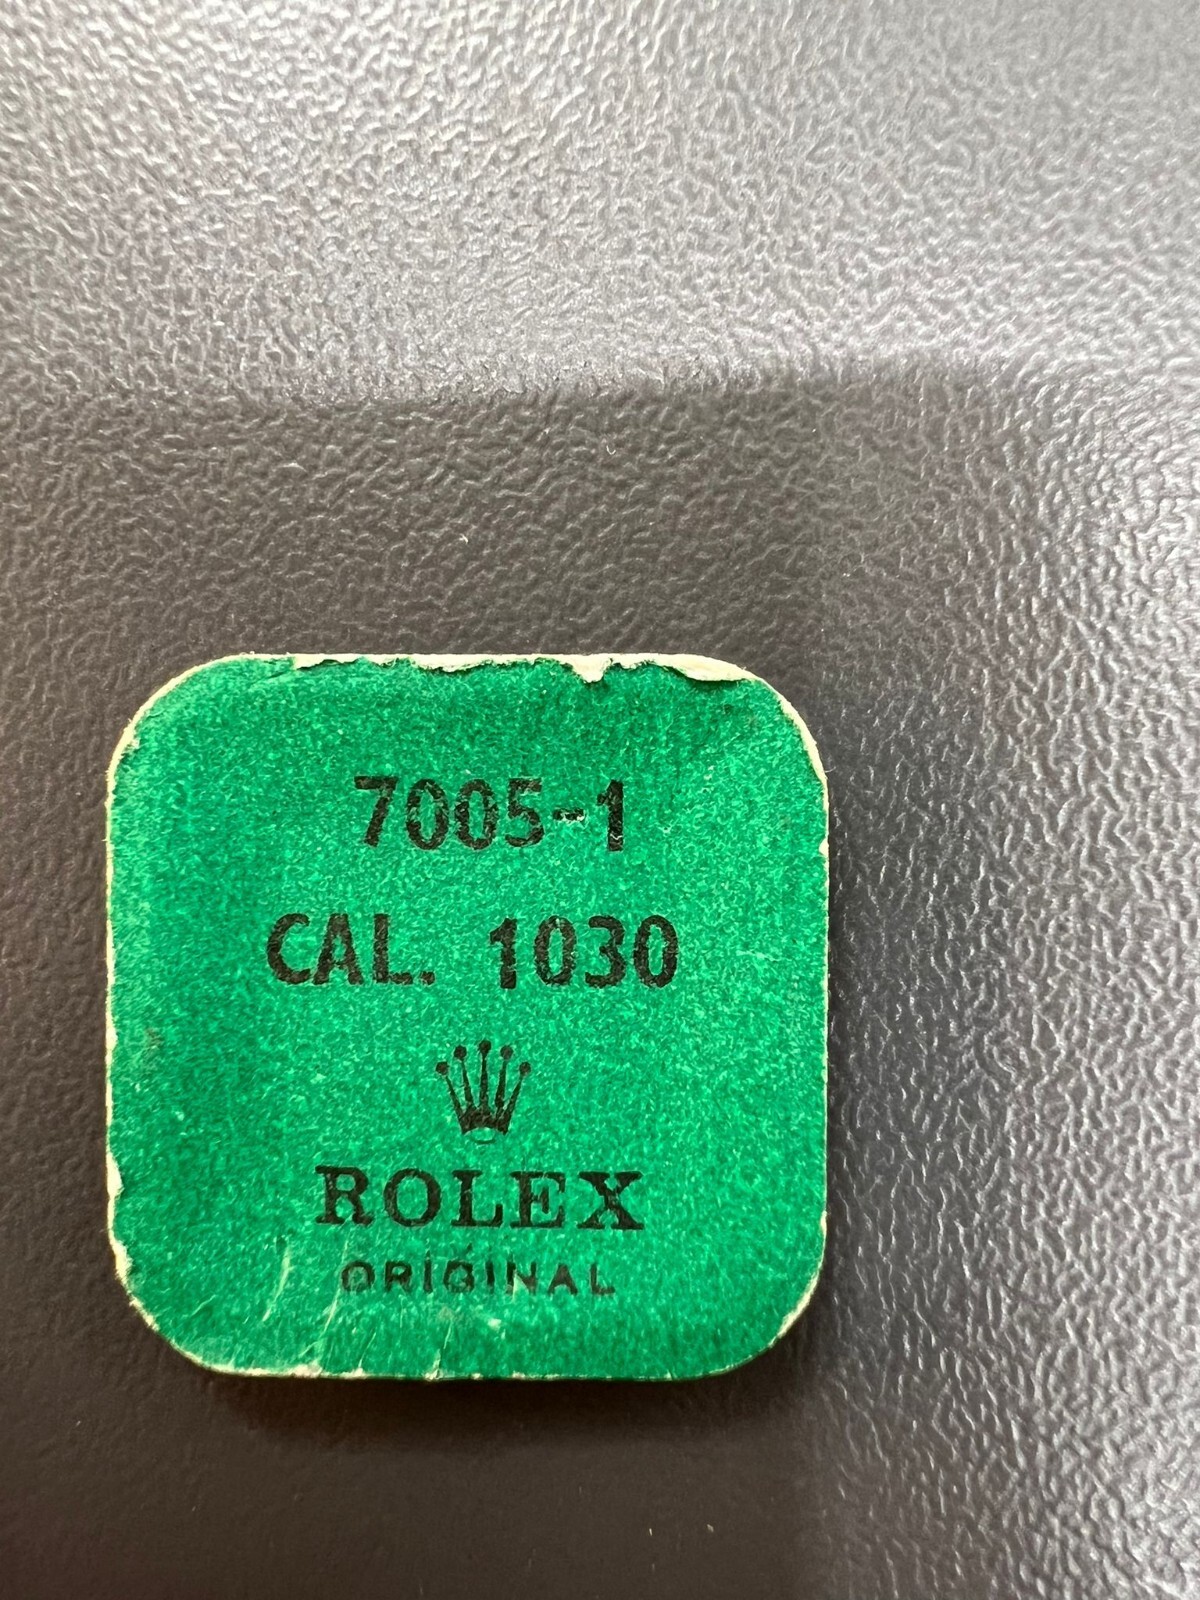 7005-1
CAL. 1030
ROLEX
ORIGINAL